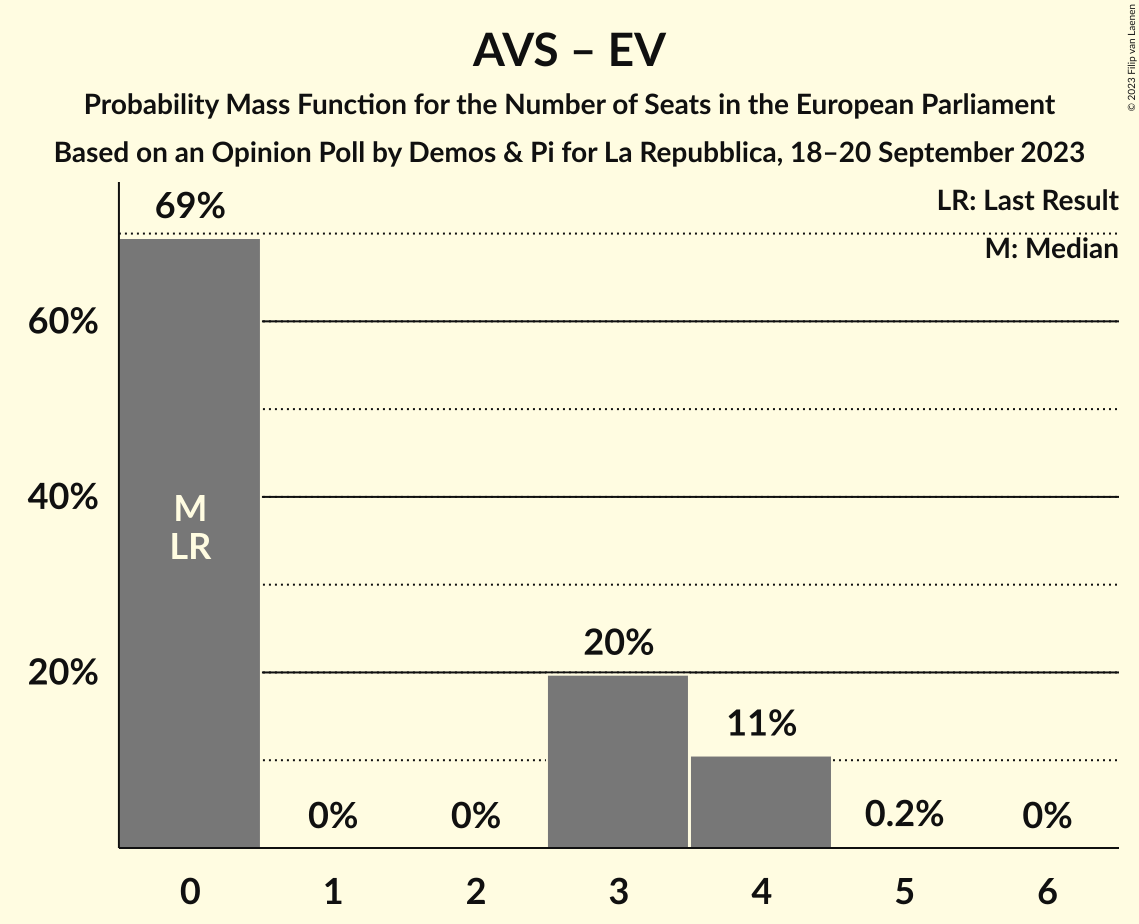 AVS – EV
Probability Mass Function for the Number of Seats in the European Parliament
Based on an Opinion Poll by Demos & Pi for La Repubblica, 18–20 September 2023
© 2023 Filip van Laenen
LR: Last Result
M: Median
69%
60%
40%
20%
M
LR
0%
0%
20%
11%
0.2%
0%
0
1
2
3
4
5
6